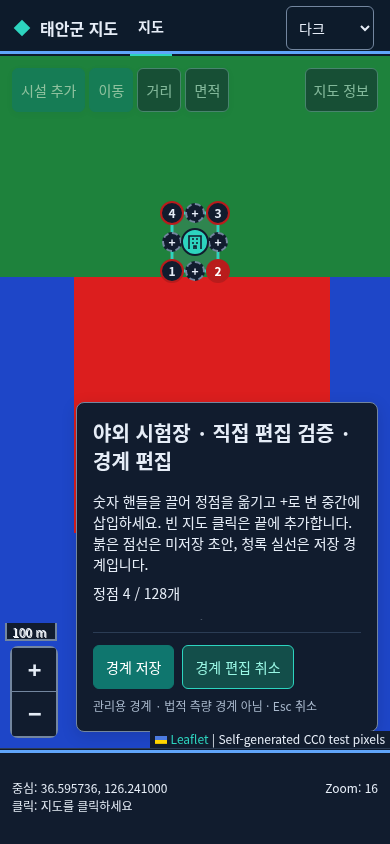 태안군 지도
지도
다크
시설 추가
이동
거리
면적
지도 정보
4
+
3
+
+
1
+
2
야외 시험장 · 직접 편집 검증 ·
경계 편집
숫자 핸들을 끌어 정점을 옮기고 +로 변 중간에
삽입하세요. 빈 지도 클릭은 끝에 추가합니다.
붉은 점선은 미저장 초안, 청록 실선은 저장 경
계입니다.
정점 4 / 128개
경계 저장
경계 편집 취소
관리용 경계 · 법적 측량 경계 아님 · Esc 취소
100 m
+
−
Leaflet | Self-generated CC0 test pixels
중심: 36.595736, 126.241000
Zoom: 16
클릭: 지도를 클릭하세요